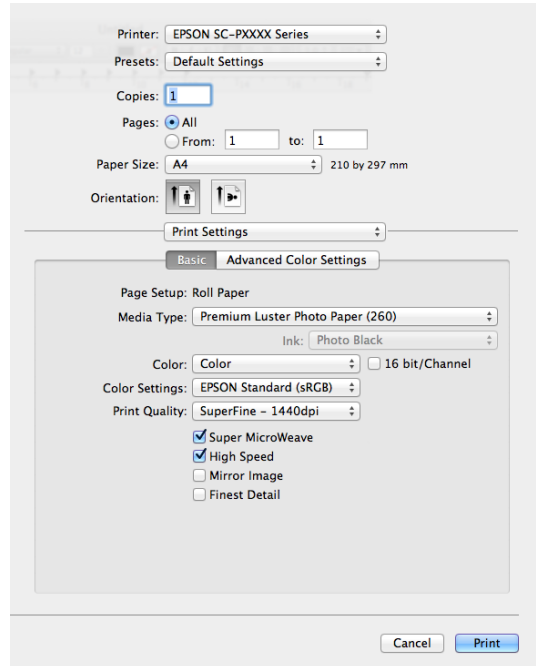 Printer: EPSON SC-PXXXX Series
Presets: Default Settings
Copies: 1
Pages: All
From: 1 to: 1
Paper Size: A4 210 by 297 mm
Orientation:
Print Settings
Basic Advanced Color Settings
Page Setup: Roll Paper
Media Type: Premium Luster Photo Paper (260)
Ink: Photo Black
Color: Color 16 bit/Channel
Color Settings: EPSON Standard (sRGB)
Print Quality: SuperFine – 1440dpi
Super MicroWeave
High Speed
Mirror Image
Finest Detail
Cancel Print